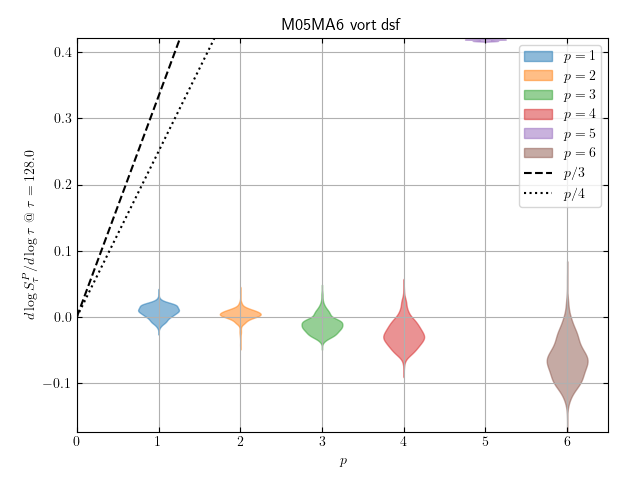 M05MA6 vort dsf
d log S_τ^P / d log τ @ τ = 128.0
0.4
0.3
0.2
0.1
0.0
−0.1
0
1
2
3
4
5
6
p
p = 1
p = 2
p = 3
p = 4
p = 5
p = 6
p/3
p/4